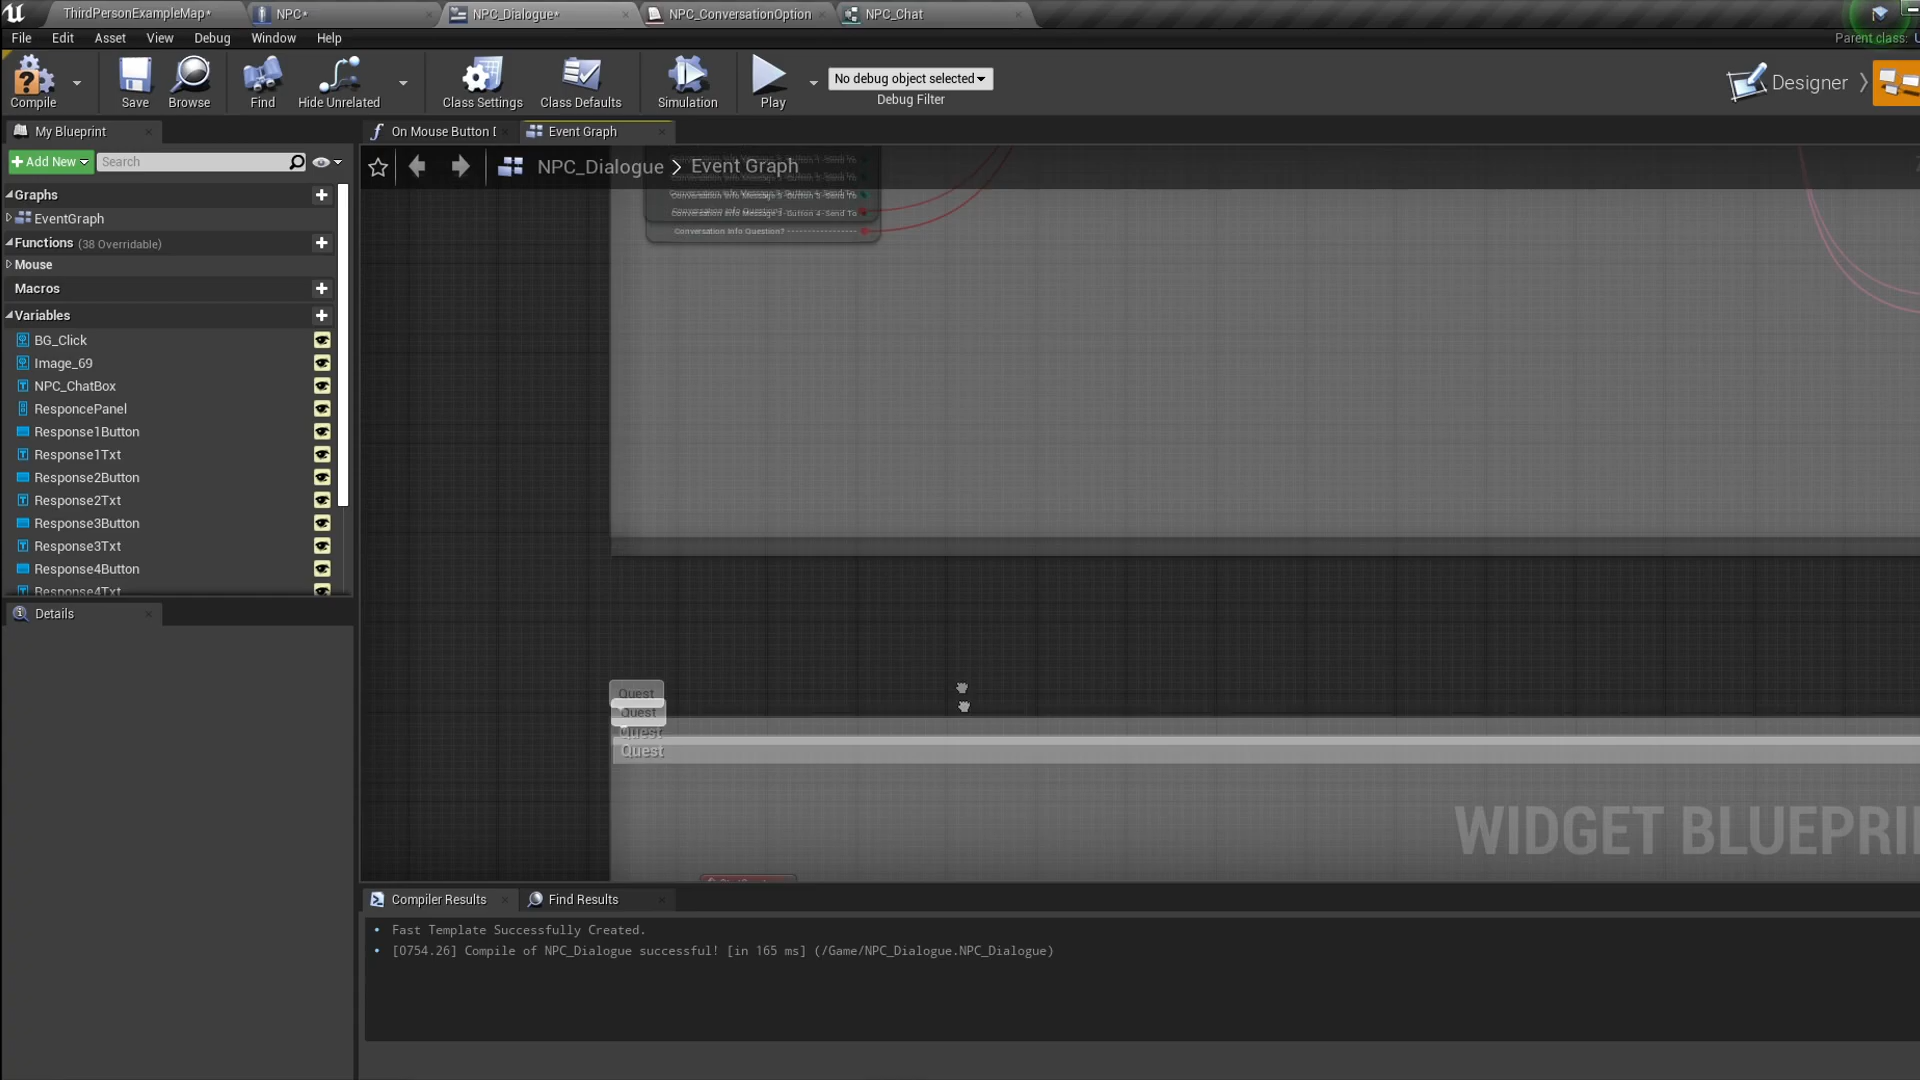 ThirdPersonExampleMap*
NPC*
NPC_Dialogue*
NPC_ConversationOption
NPC_Chat
File
Edit
Asset
View
Debug
Window
Help
Parent class:
Compile
Save
Browse
Find
Hide Unrelated
Class Settings
Class Defaults
Simulation
Play
No debug object selected
Debug Filter
Designer
My Blueprint
On Mouse Button D
Event Graph
Add New
Search
NPC_Dialogue > Event Graph
Graphs
EventGraph
Functions (38 Overridable)
Mouse
Macros
Variables
BG_Click
Image_69
NPC_ChatBox
ResponcePanel
Response1Button
Response1Txt
Response2Button
Response2Txt
Response3Button
Response3Txt
Response4Button
Response4Txt
Details
Conversation Info Question?
Quest
Quest
Quest
Quest
WIDGET BLUEPRI
Compiler Results
Find Results
Fast Template Successfully Created.
[0754.26] Compile of NPC_Dialogue successful! [in 165 ms] (/Game/NPC_Dialogue.NPC_Dialogue)